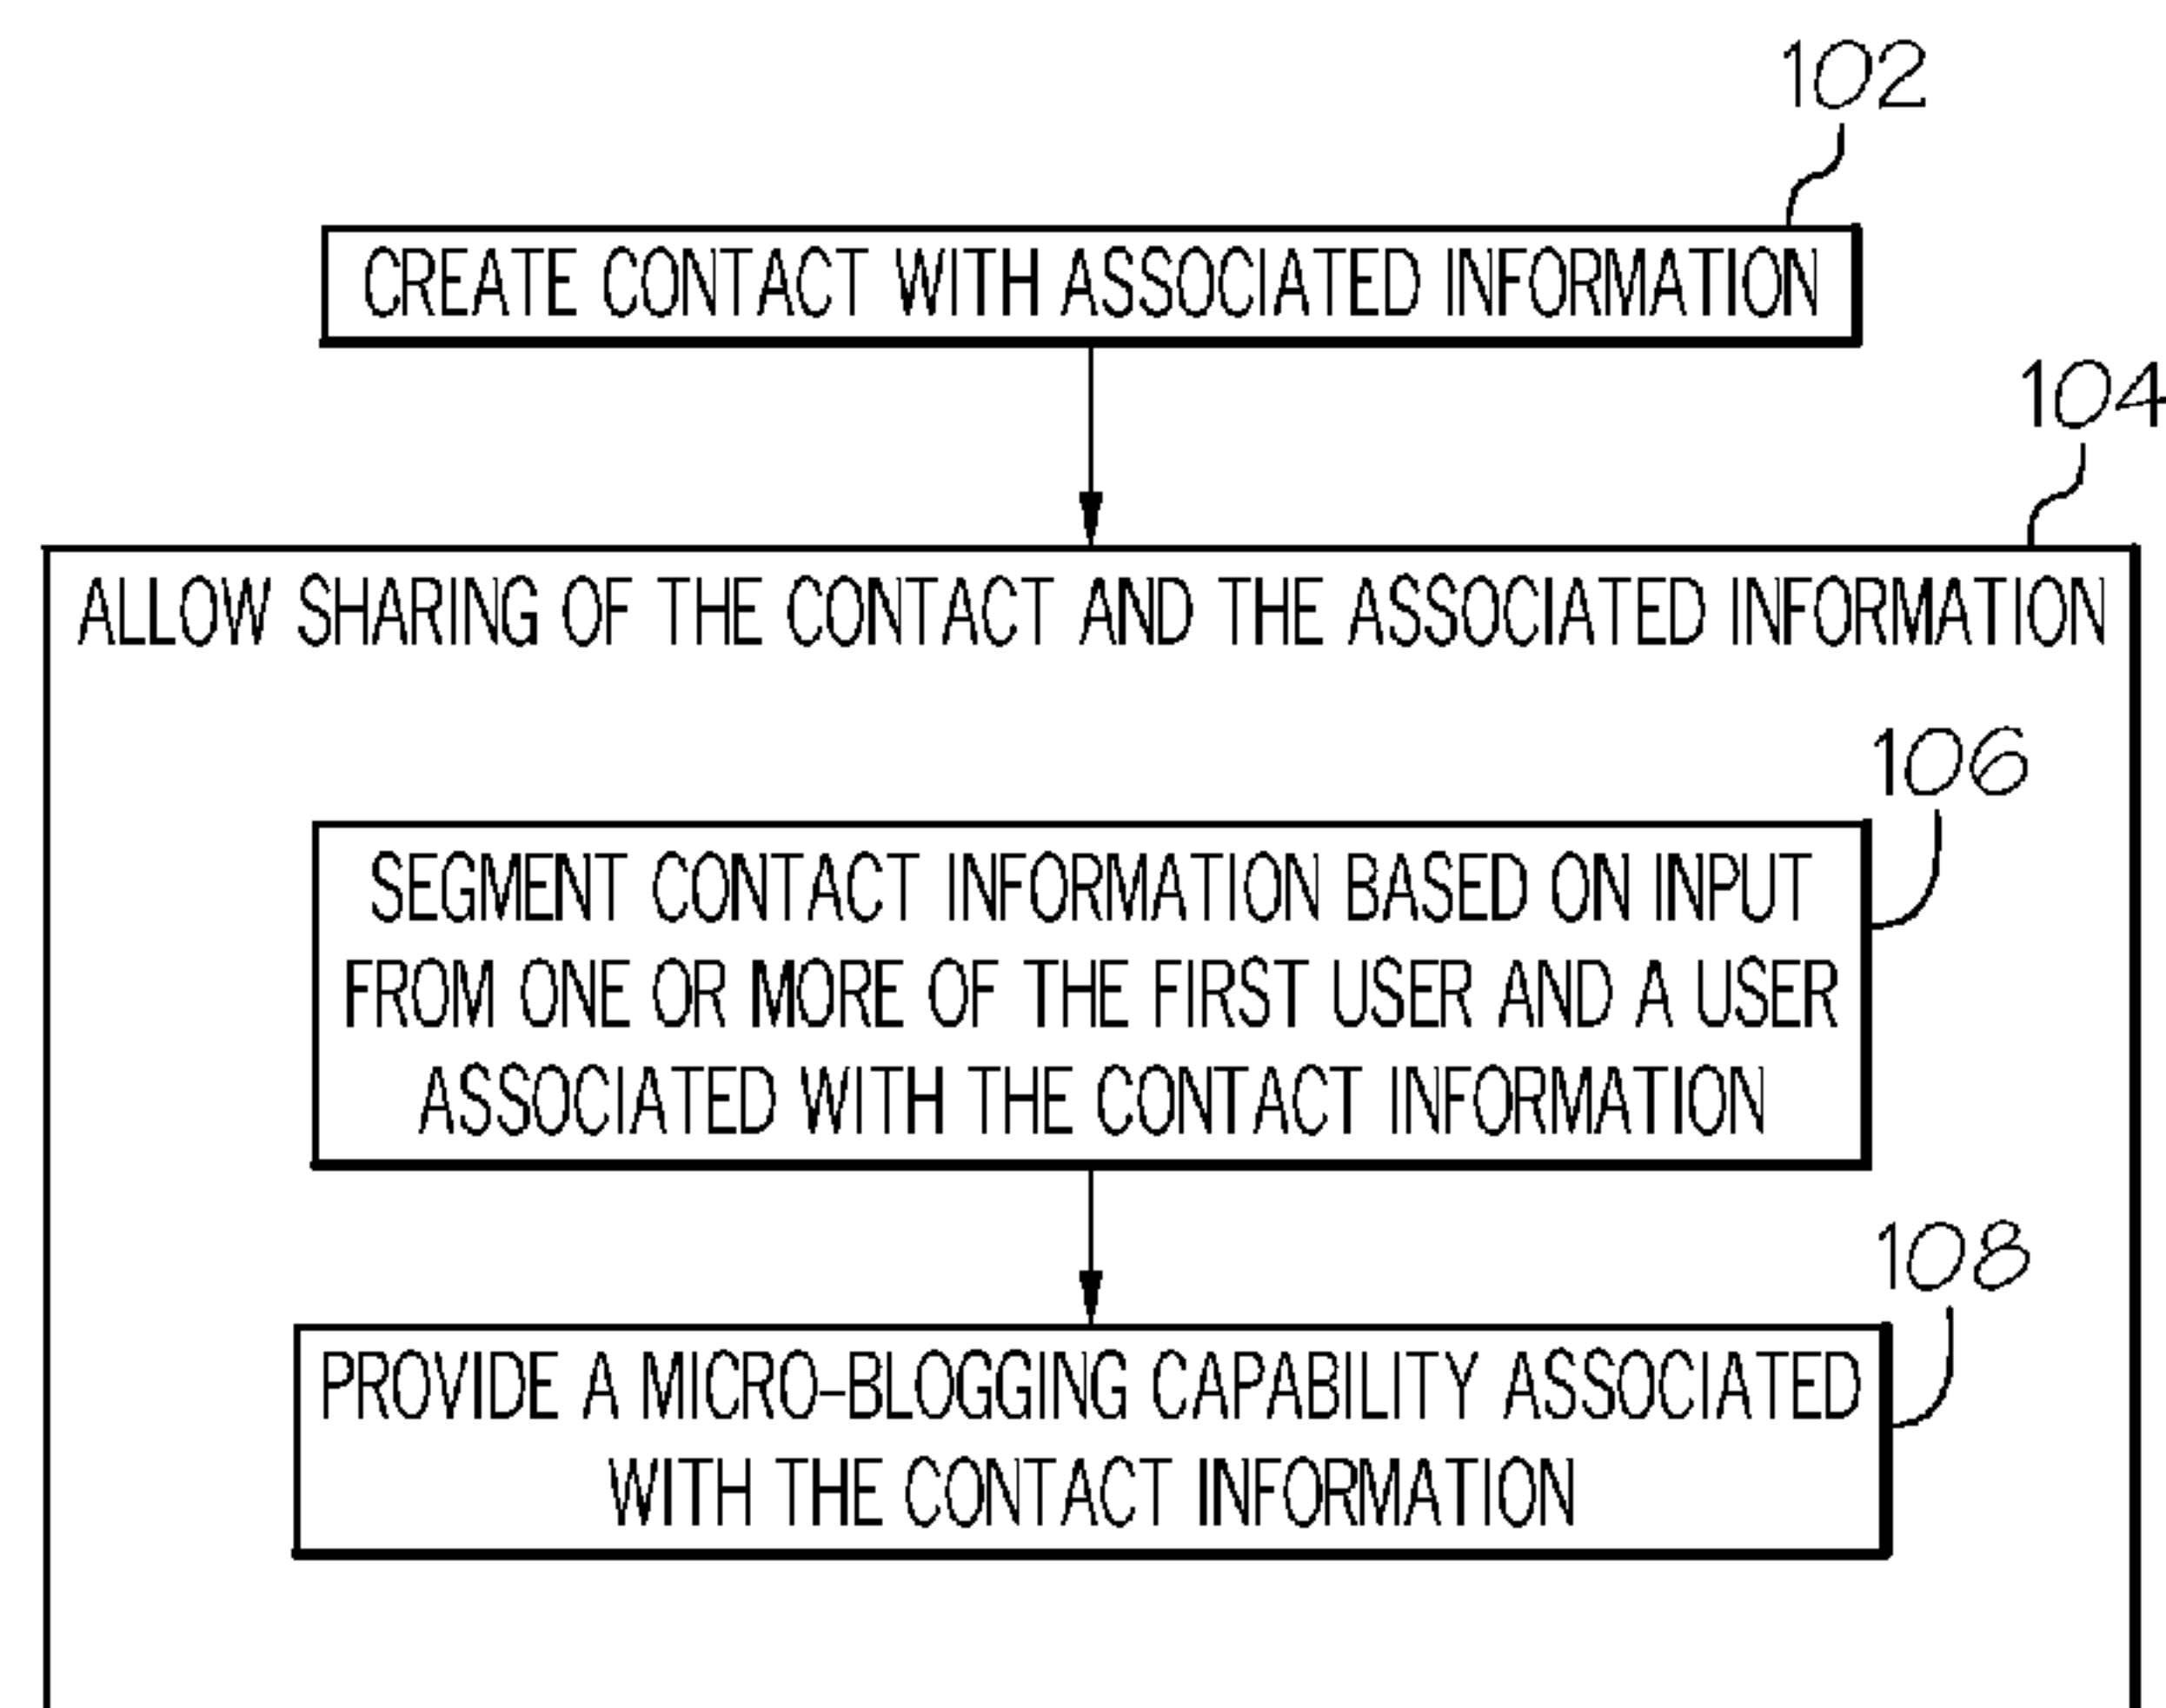 102
CREATE CONTACT WITH ASSOCIATED INFORMATION
104
ALLOW SHARING OF THE CONTACT AND THE ASSOCIATED INFORMATION
106
SEGMENT CONTACT INFORMATION BASED ON INPUT
FROM ONE OR MORE OF THE FIRST USER AND A USER
ASSOCIATED WITH THE CONTACT INFORMATION
108
PROVIDE A MICRO-BLOGGING CAPABILITY ASSOCIATED
WITH THE CONTACT INFORMATION